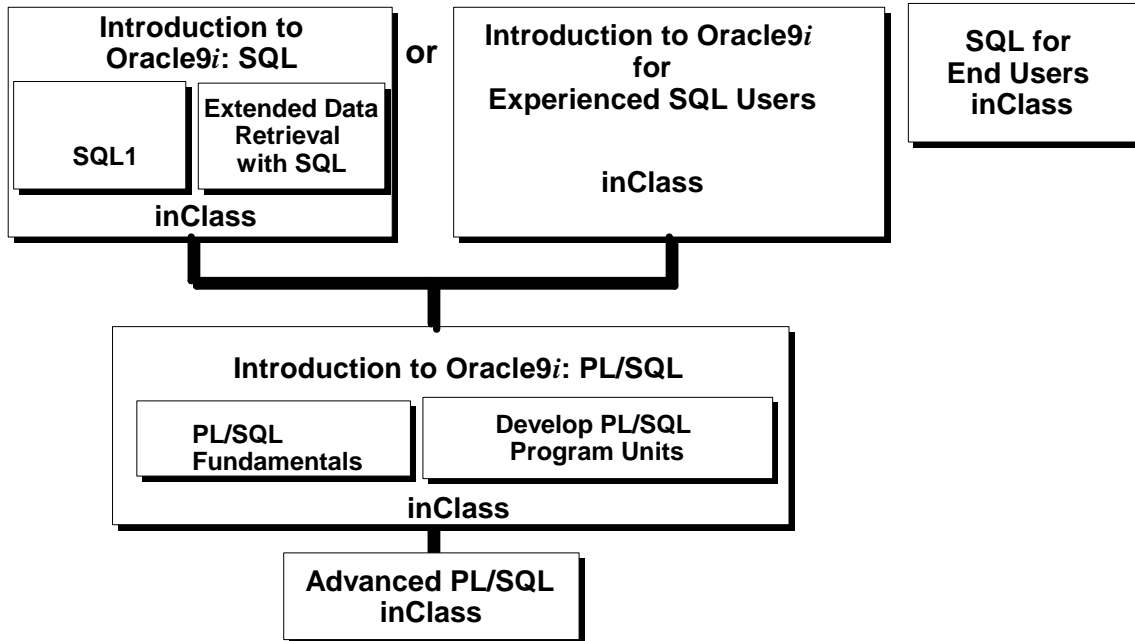 Introduction to
Oracle9i: SQL
SQL1
Extended Data
Retrieval
with SQL
inClass
or
Introduction to Oracle9i
for
Experienced SQL Users
inClass
SQL for
End Users
inClass
Introduction to Oracle9i: PL/SQL
PL/SQL
Fundamentals
Develop PL/SQL
Program Units
inClass
Advanced PL/SQL
inClass